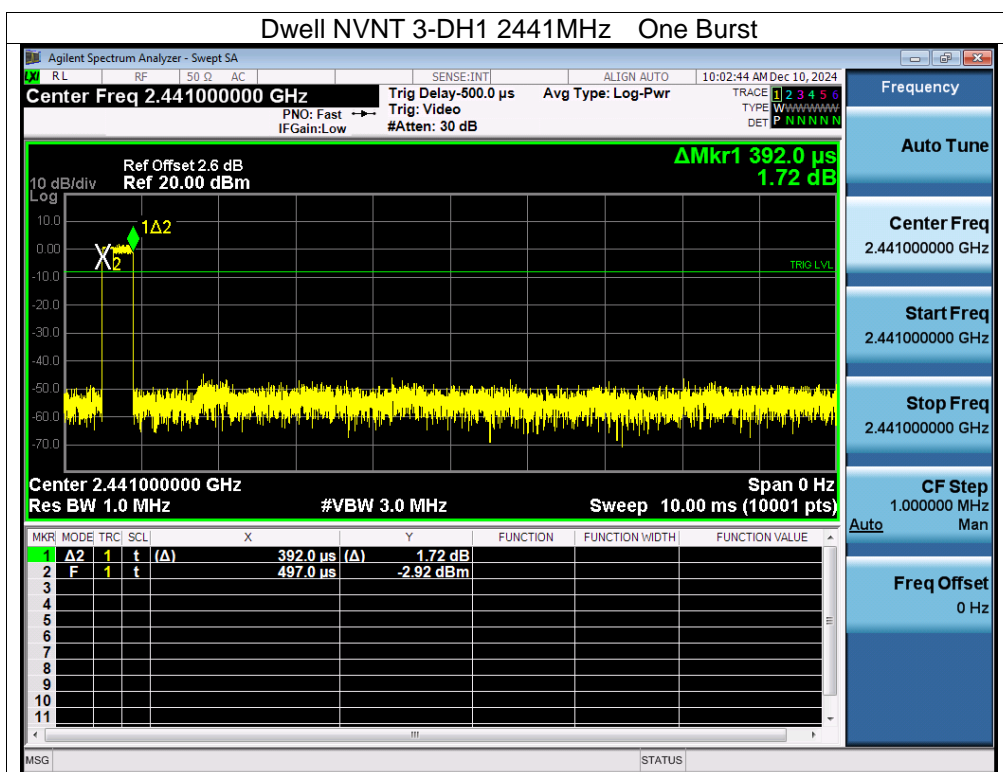 Dwell NVNT 3-DH1 2441MHz One Burst
Agilent Spectrum Analyzer - Swept SA
LXI RL RF 50 Ω AC SENSE:INT ALIGN AUTO 10:02:44 AM Dec 10, 2024
Center Freq 2.441000000 GHz
PNO: Fast
IFGain:Low
Trig Delay-500.0 µs
Trig: Video
#Atten: 30 dB
Avg Type: Log-Pwr
TRACE 1 2 3 4 5 6
TYPE WWWWWWW
DET P N N N N N
ΔMkr1 392.0 µs
1.72 dB
Ref Offset 2.6 dB
10 dB/div Ref 20.00 dBm
Log
10.0
0.00
-10.0
-20.0
-30.0
-40.0
-50.0
-60.0
-70.0
1Δ2
X2
TRIG LVL
Center 2.441000000 GHz Span 0 Hz
Res BW 1.0 MHz #VBW 3.0 MHz Sweep 10.00 ms (10001 pts)
MKR MODE TRC SCL X Y FUNCTION FUNCTION WIDTH FUNCTION VALUE
1 Δ2 1 t (Δ) 392.0 µs (Δ) 1.72 dB
2 F 1 t 497.0 µs -2.92 dBm
3
4
5
6
7
8
9
10
11
MSG STATUS
Frequency
Auto Tune
Center Freq
2.441000000 GHz
Start Freq
2.441000000 GHz
Stop Freq
2.441000000 GHz
CF Step
1.000000 MHz
Auto Man
Freq Offset
0 Hz